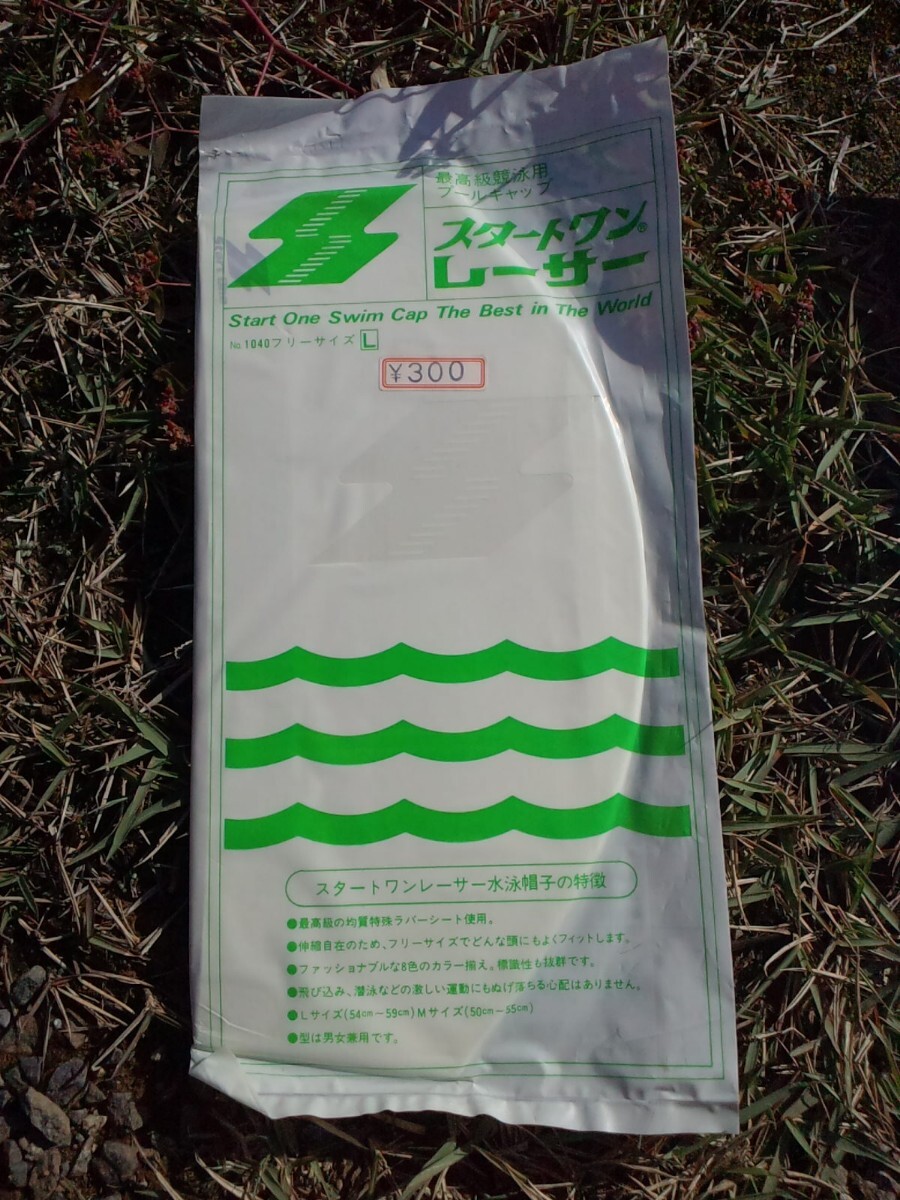 最高級競泳用
プールキャップ
スタートワン®
レーサー
Start One Swim Cap The Best in The World
No.1040フリーサイズ L
¥300
スタートワンレーサー水泳帽子の特徴
●最高級の均質特殊ラバーシート使用。
●伸縮自在のため、フリーサイズでどんな頭にもよくフィットします。
●ファッショナブルな8色のカラー揃え。標識性も抜群です。
●飛び込み、潜泳などの激しい運動にもぬげ落ちる心配はありません。
●Lサイズ(54cm〜59cm)Mサイズ(50cm〜55cm)
●型は男女兼用です。